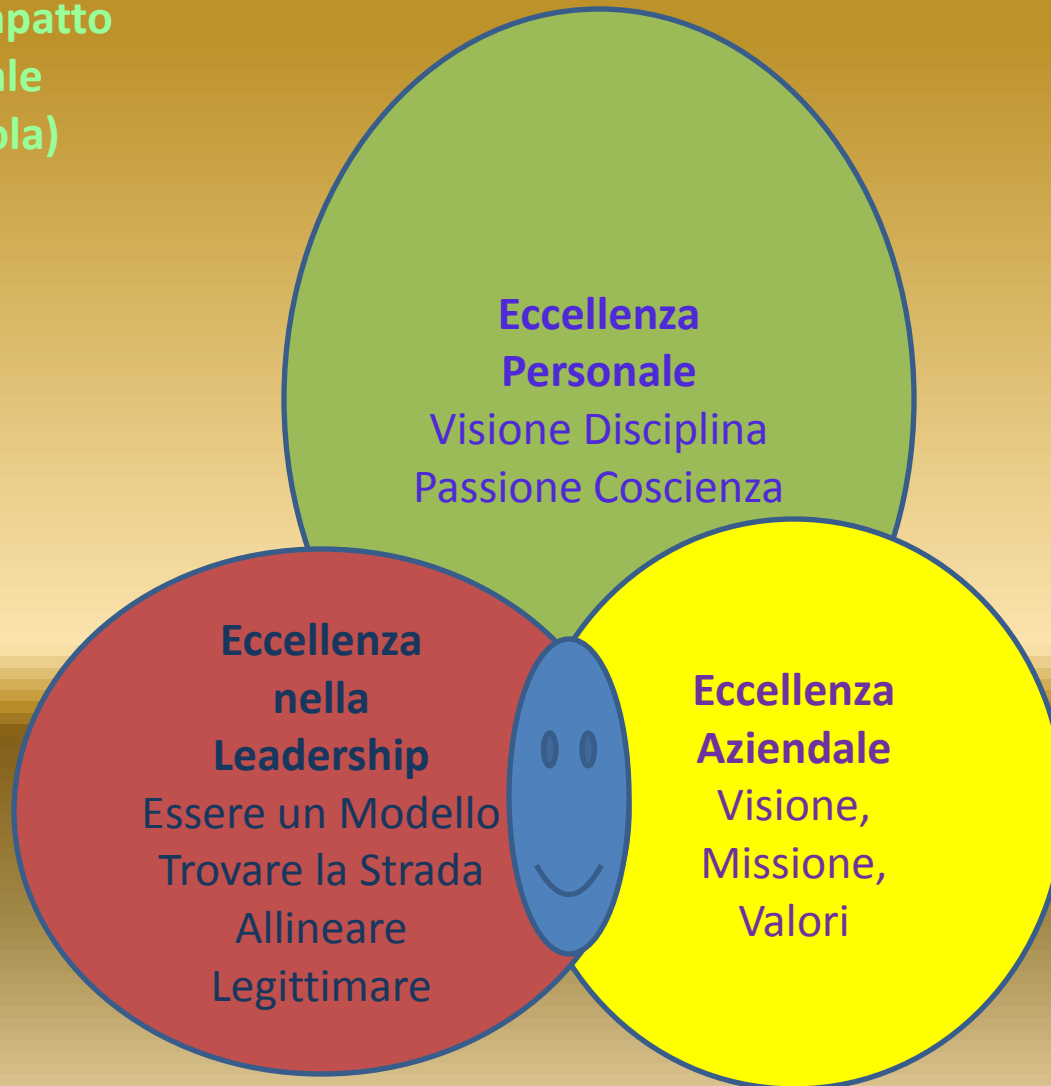 Eccellenza
Personale
Visione Disciplina
Passione Coscienza
Eccellenza
nella
Leadership
Essere un Modello
Trovare la Strada
Allineare
Legittimare
Eccellenza
Aziendale
Visione,
Missione,
Valori